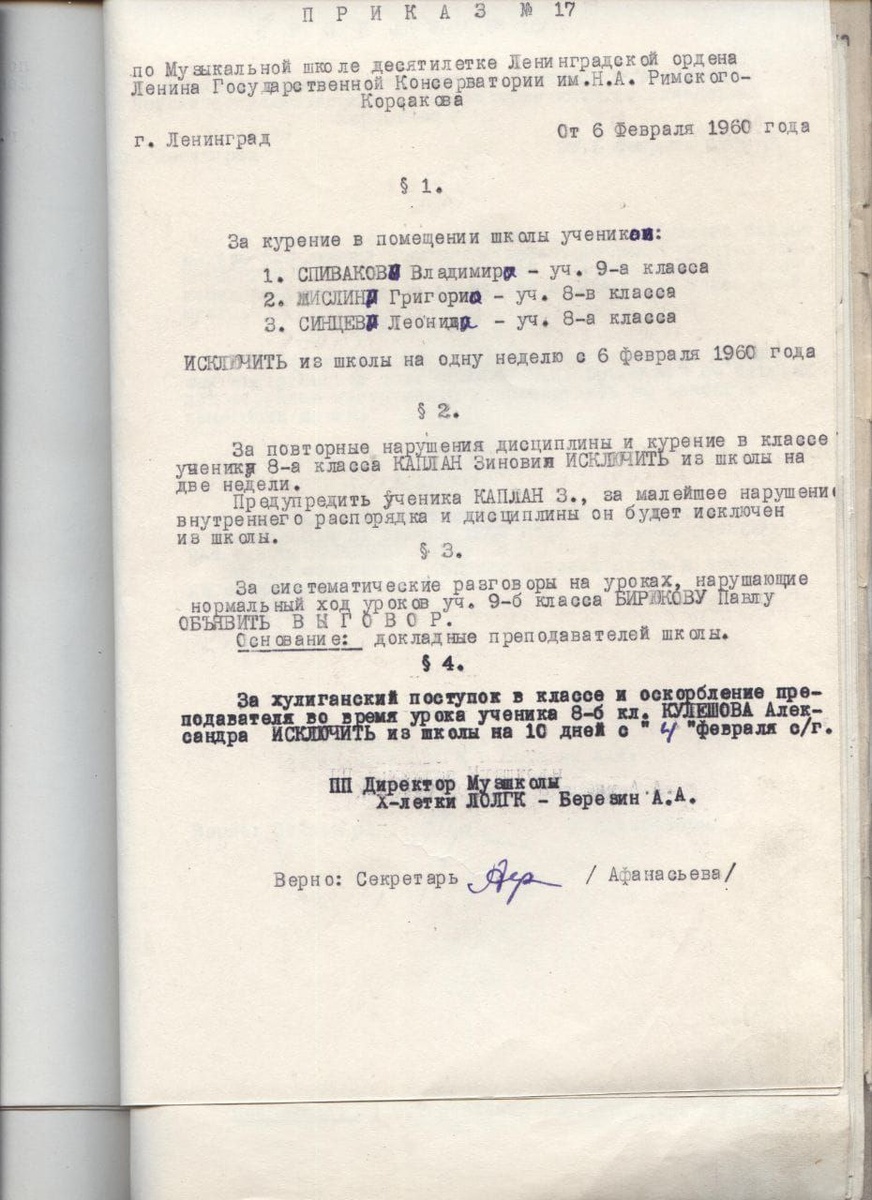 П Р И К А З № 17
по Музыкальной школе десятилетке Ленинградской ордена
Ленина Государственной Консерватории им.Н.А. Римского-
Корсакова
г. Ленинград От 6 Февраля 1960 года
§ 1.
За курение в помещении школы учеников:
1. СПИВАКОВА Владимира - уч. 9-а класса
2. ЖИСЛИНА Григория - уч. 8-в класса
3. СИНЦЕВА Леонида - уч. 8-а класса
ИСКЛЮЧИТЬ из школы на одну неделю с 6 февраля 1960 года
§ 2.
За повторные нарушения дисциплины и курение в классе
ученика 8-а класса КАПЛАН Зиновия ИСКЛЮЧИТЬ из школы на
две недели.
Предупредить ученика КАПЛАН З., за малейшее нарушение
внутреннего распорядка и дисциплины он будет исключен
из школы.
§ 3.
За систематические разговоры на уроках, нарушающие
нормальный ход уроков уч. 9-б класса БИРЮКОВУ Павлу
ОБЪЯВИТЬ В Ы Г О В О Р.
Основание: докладные преподавателей школы.
§ 4.
За хулиганский поступок в классе и оскорбление пре-
подавателя во время урока ученика 8-б кл. КУЛЕШОВА Алек-
сандра ИСКЛЮЧИТЬ из школы на 10 дней с " 4 "февраля с/г.
ПП Директор Музшколы
Х-летки ЛОЛГК - Березин А.А.
Верно: Секретарь / Афанасьева/